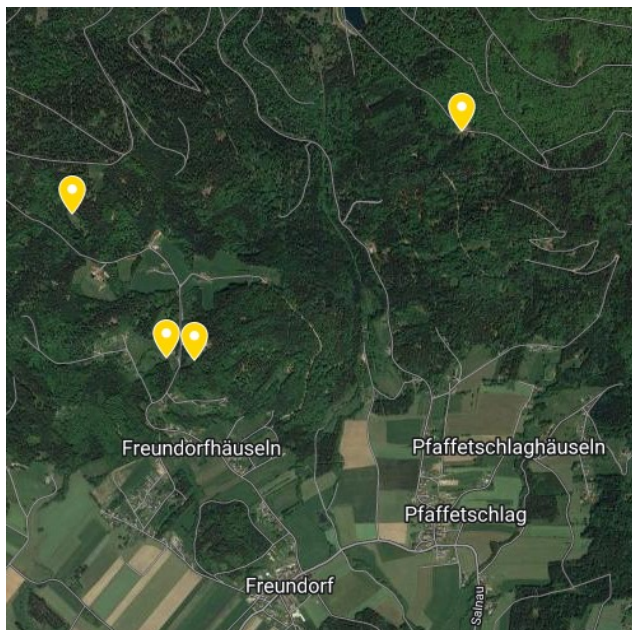 Freundorfhäuseln
Pfaffetschlaghäuseln
Pfaffetschlag
Freundorf
Salnau